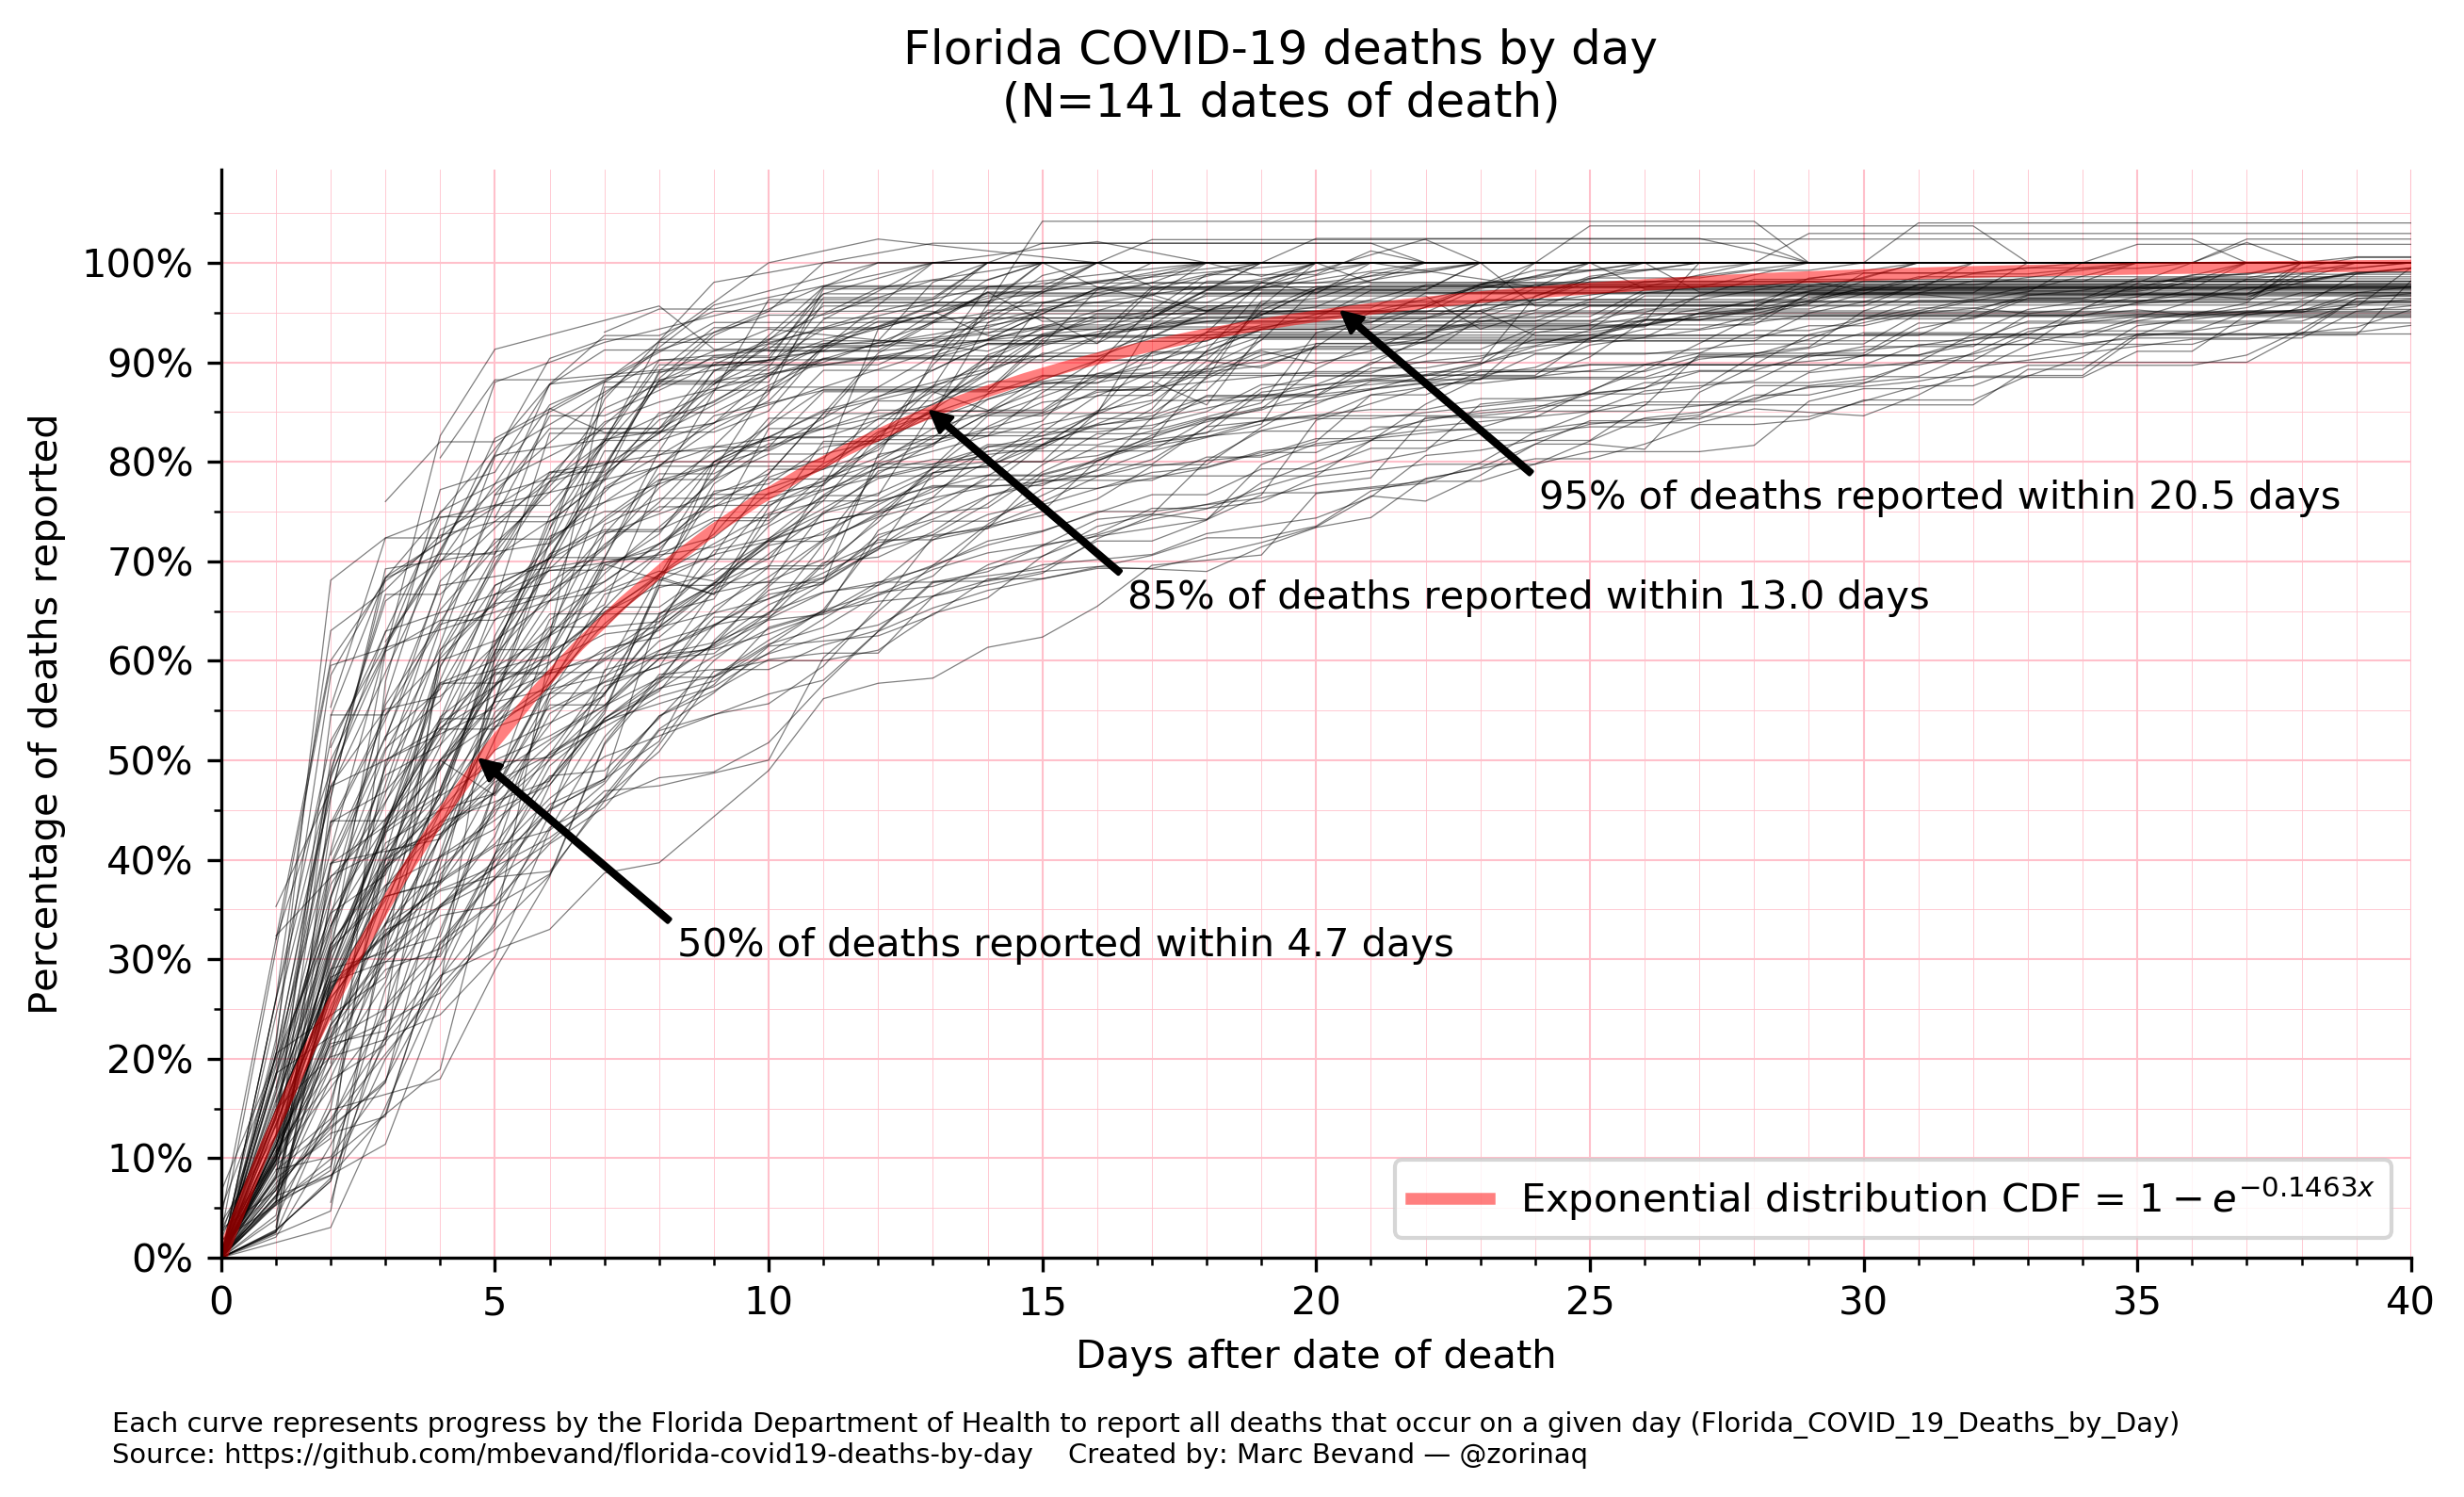 Florida COVID-19 deaths by day
(N=141 dates of death)
Percentage of deaths reported
100%
90%
80%
70%
60%
50%
40%
30%
20%
10%
0%
95% of deaths reported within 20.5 days
85% of deaths reported within 13.0 days
50% of deaths reported within 4.7 days
Exponential distribution CDF = 1 − e^{−0.1463x}
0 5 10 15 20 25 30 35 40
Days after date of death
Each curve represents progress by the Florida Department of Health to report all deaths that occur on a given day (Florida_COVID_19_Deaths_by_Day)
Source: https://github.com/mbevand/florida-covid19-deaths-by-day Created by: Marc Bevand — @zorinaq